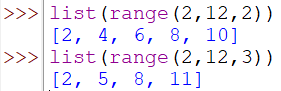 >>> list(range(2,12,2))
[2, 4, 6, 8, 10]
>>> list(range(2,12,3))
[2, 5, 8, 11]